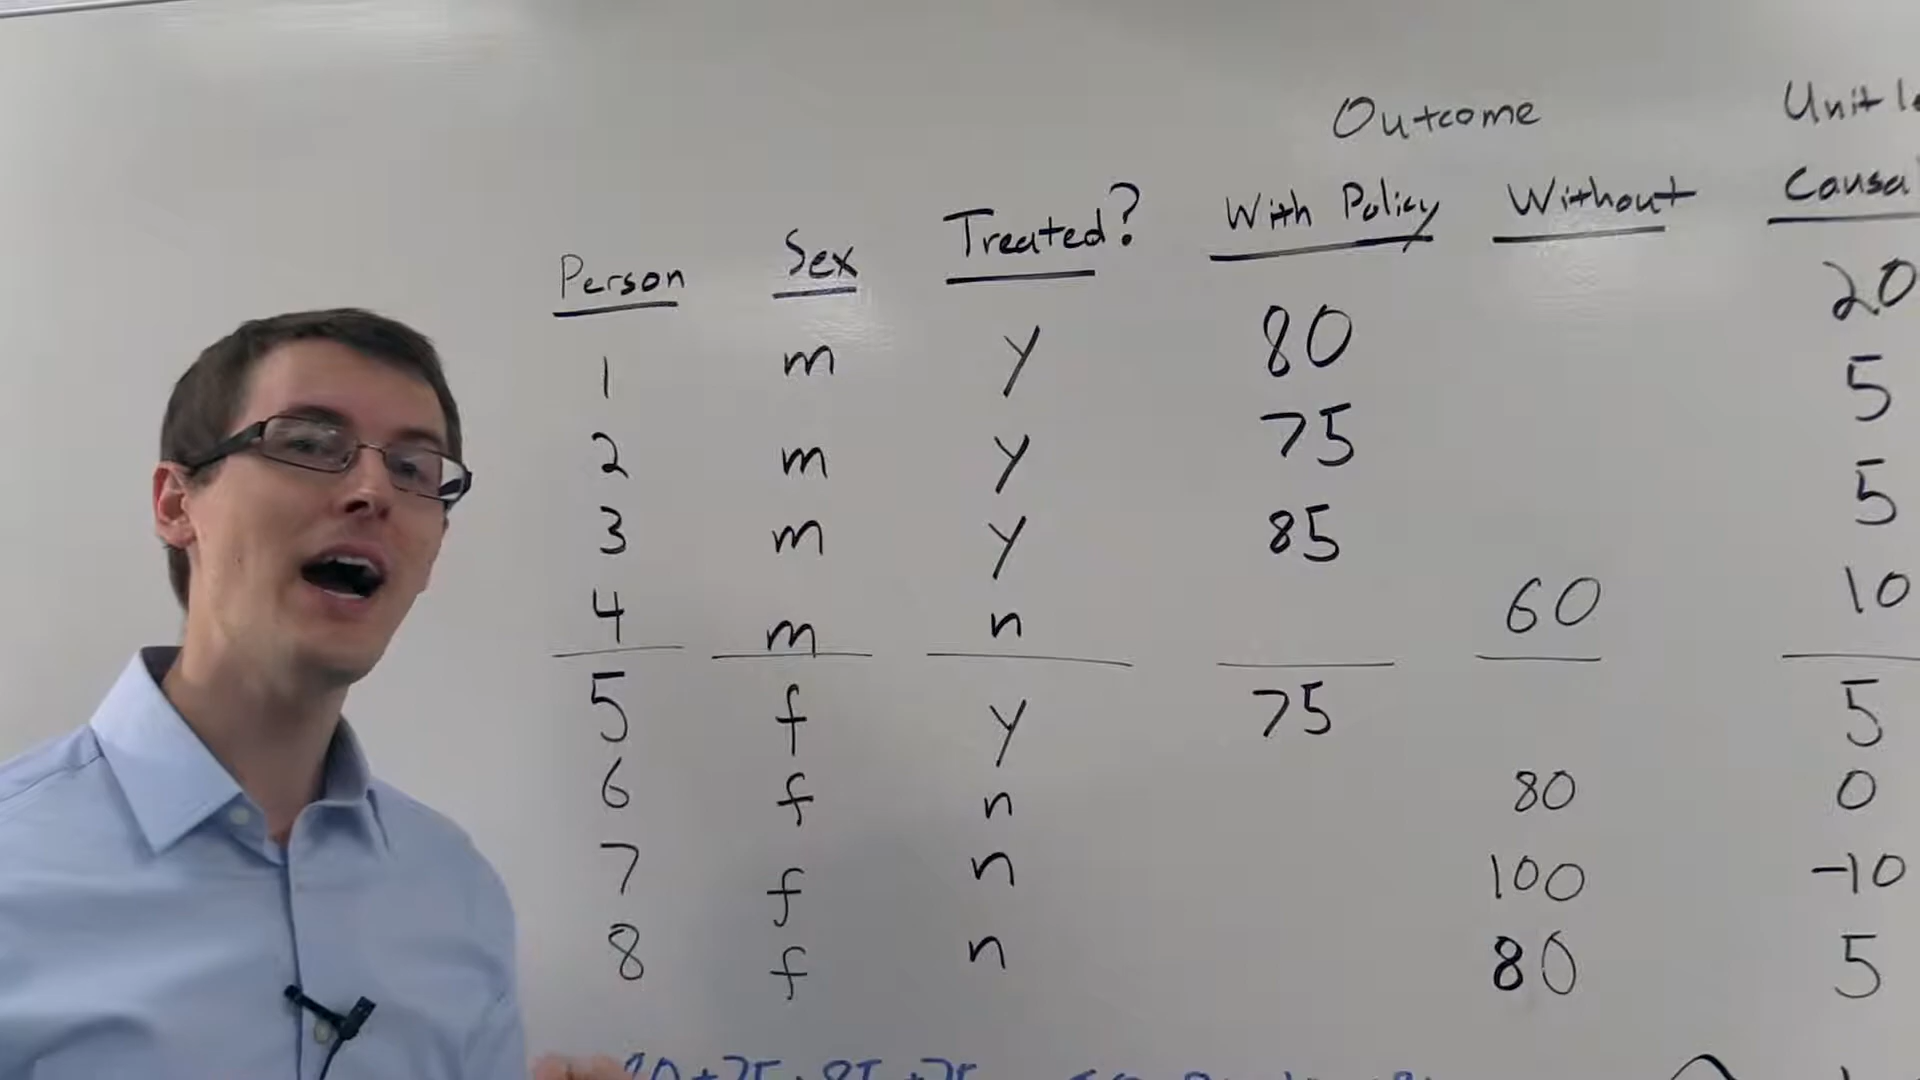 Outcome
Person Sex Treated? With Policy Without
1 m y 80 20
2 m y 75 5
3 m y 85 5
4 m n 60 10
5 f y 75 5
6 f n 80 0
7 f n 100 -10
8 f n 80 5